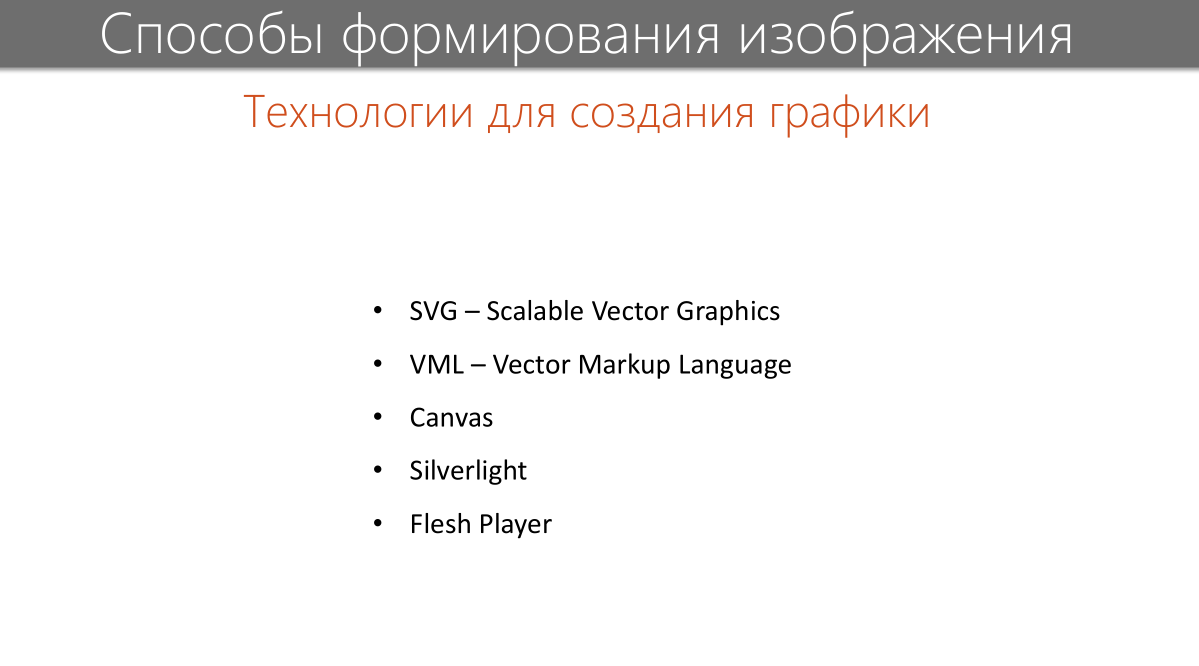 Способы формирования изображения
Технологии для создания графики
• SVG – Scalable Vector Graphics
• VML – Vector Markup Language
• Canvas
• Silverlight
• Flesh Player